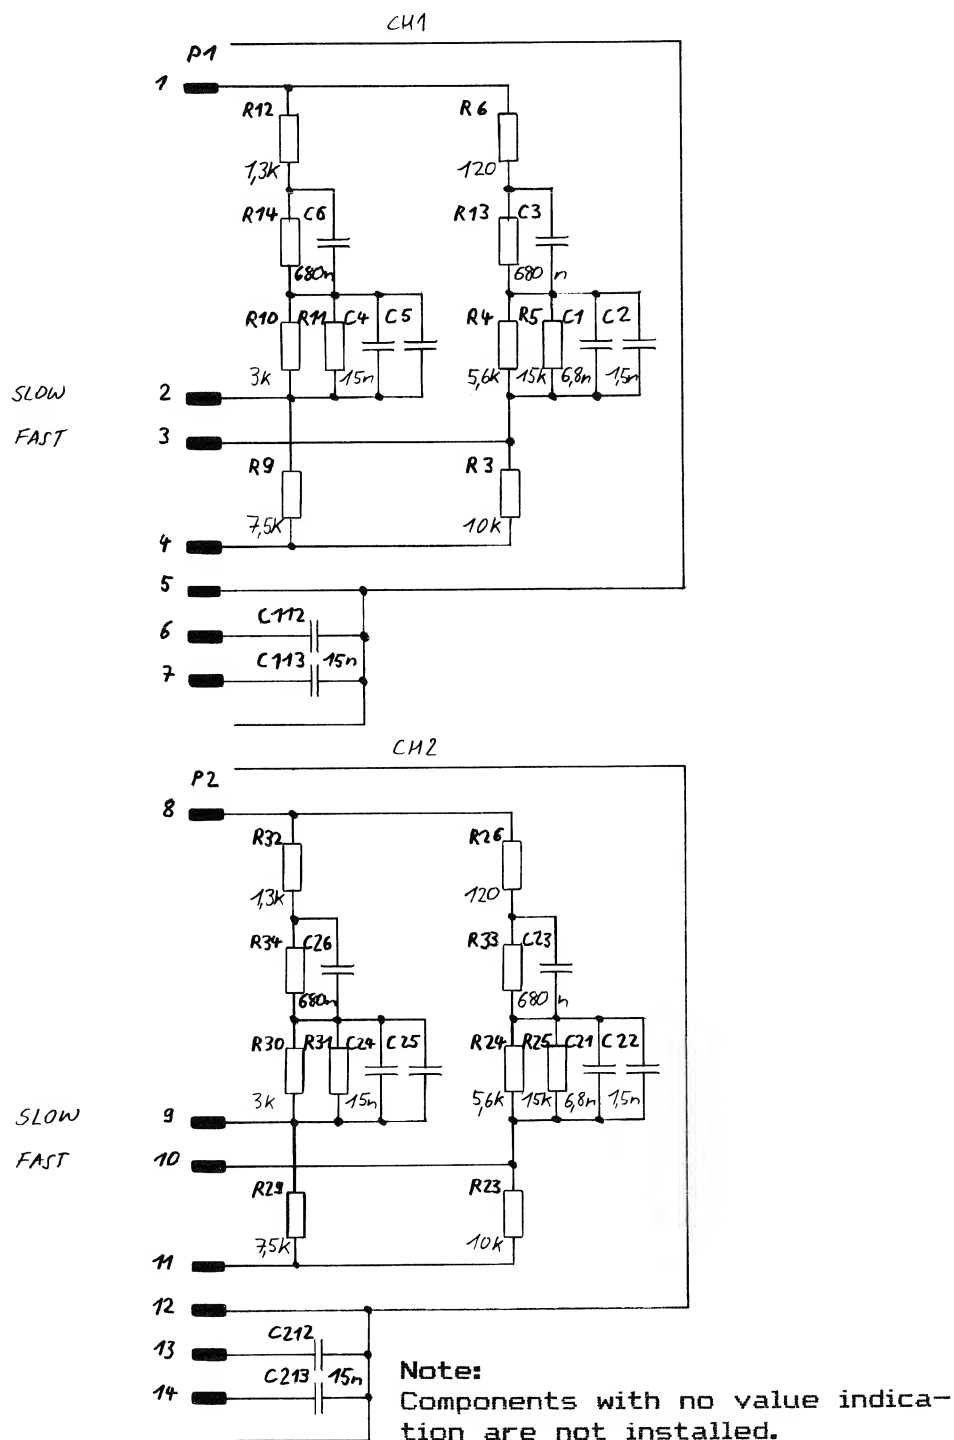 CH1
P1
1
R12
R6
1,3K
120
R14 C6
R13 C3
680n
680 n
R10 R11 C4 C5
R4 R5 C1 C2
3K
15n
5,6K 15K 6,8n 1,5n
SLOW
2
FAST
3
R9
R3
7,5K
10K
4
5
C112
6
C113 15n
7
CH2
P2
8
R32
R26
1,3K
120
R34 C26
R33 C23
680n
680 n
R30 R31 C24 C25
R24 R25 C21 C22
3K
15n
5,6K 15K 6,8n 1,5n
SLOW
9
FAST
10
R29
R23
7,5K
10K
11
12
C212
13
C213 15n
14
Note:
Components with no value indica-
tion are not installed.